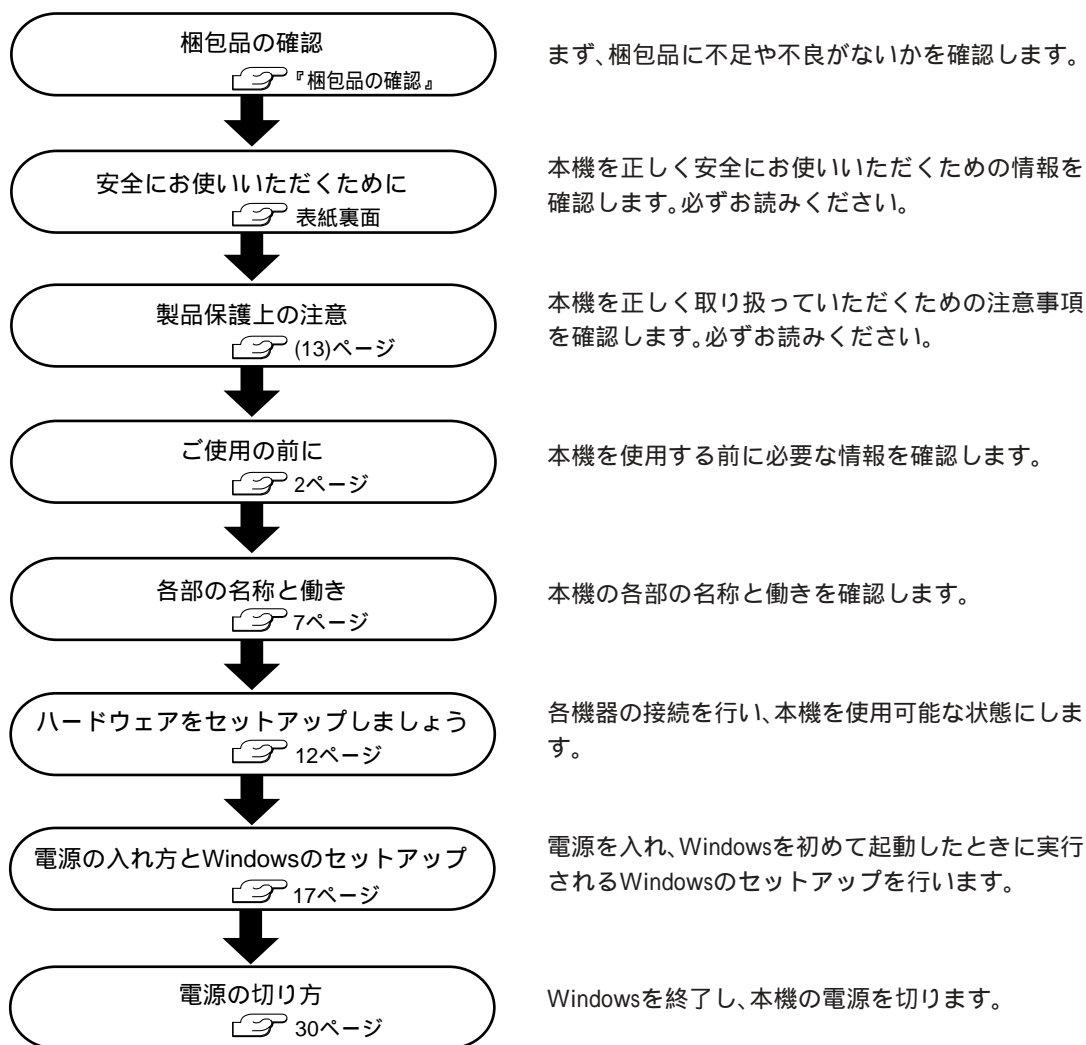 梱包品の確認
『梱包品の確認』
まず、梱包品に不足や不良がないかを確認します。
安全にお使いいただくために
表紙裏面
本機を正しく安全にお使いいただくための情報を
確認します。必ずお読みください。
製品保護上の注意
(13)ページ
本機を正しく取り扱っていただくための注意事項
を確認します。必ずお読みください。
ご使用の前に
2ページ
本機を使用する前に必要な情報を確認します。
各部の名称と働き
7ページ
本機の各部の名称と働きを確認します。
ハードウェアをセットアップしましょう
12ページ
各機器の接続を行い、本機を使用可能な状態にしま
す。
電源の入れ方とWindowsのセットアップ
17ページ
電源を入れ、Windowsを初めて起動したときに実行
されるWindowsのセットアップを行います。
電源の切り方
30ページ
Windowsを終了し、本機の電源を切ります。